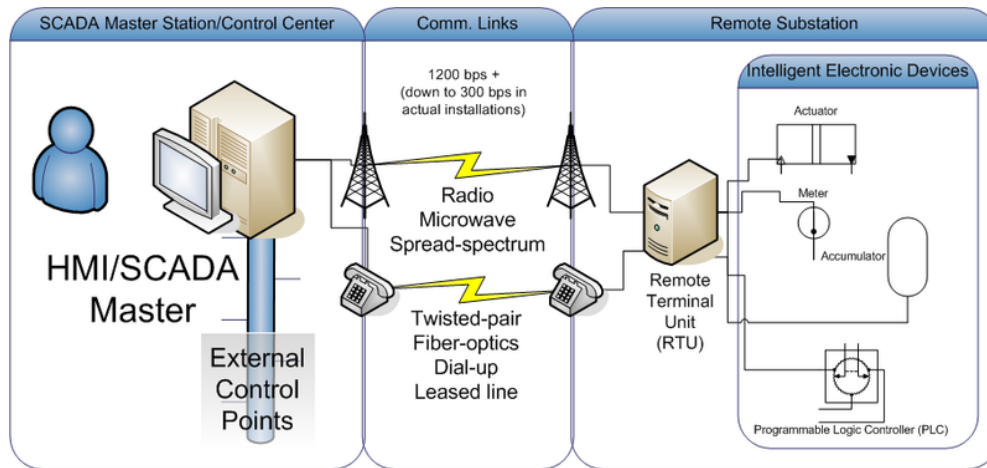 SCADA Master Station/Control Center
Comm. Links
Remote Substation
1200 bps +
(down to 300 bps in
actual installations)
Intelligent Electronic Devices
Actuator
Radio
Microwave
Spread-spectrum
Meter
Accumulator
HMI/SCADA
Master
Remote
Terminal
Unit
(RTU)
Twisted-pair
Fiber-optics
Dial-up
Leased line
External
Control
Points
Programmable Logic Controller (PLC)